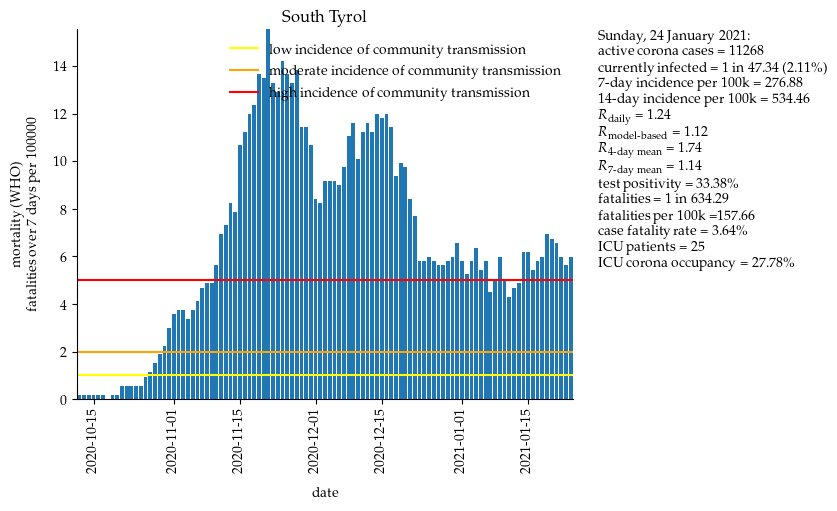 South Tyrol
low incidence of community transmission
moderate incidence of community transmission
high incidence of community transmission
mortality (WHO)
fatalities over 7 days per 100000
14
12
10
8
6
4
2
0
2020-10-15
2020-11-01
2020-11-15
2020-12-01
2020-12-15
2021-01-01
2021-01-15
date
Sunday, 24 January 2021:
active corona cases = 11268
currently infected = 1 in 47.34 (2.11%)
7-day incidence per 100k = 276.88
14-day incidence per 100k = 534.46
R daily = 1.24
R model-based = 1.12
R 4-day mean = 1.74
R 7-day mean = 1.14
test positivity = 33.38%
fatalities = 1 in 634.29
fatalities per 100k =157.66
case fatality rate = 3.64%
ICU patients = 25
ICU corona occupancy = 27.78%